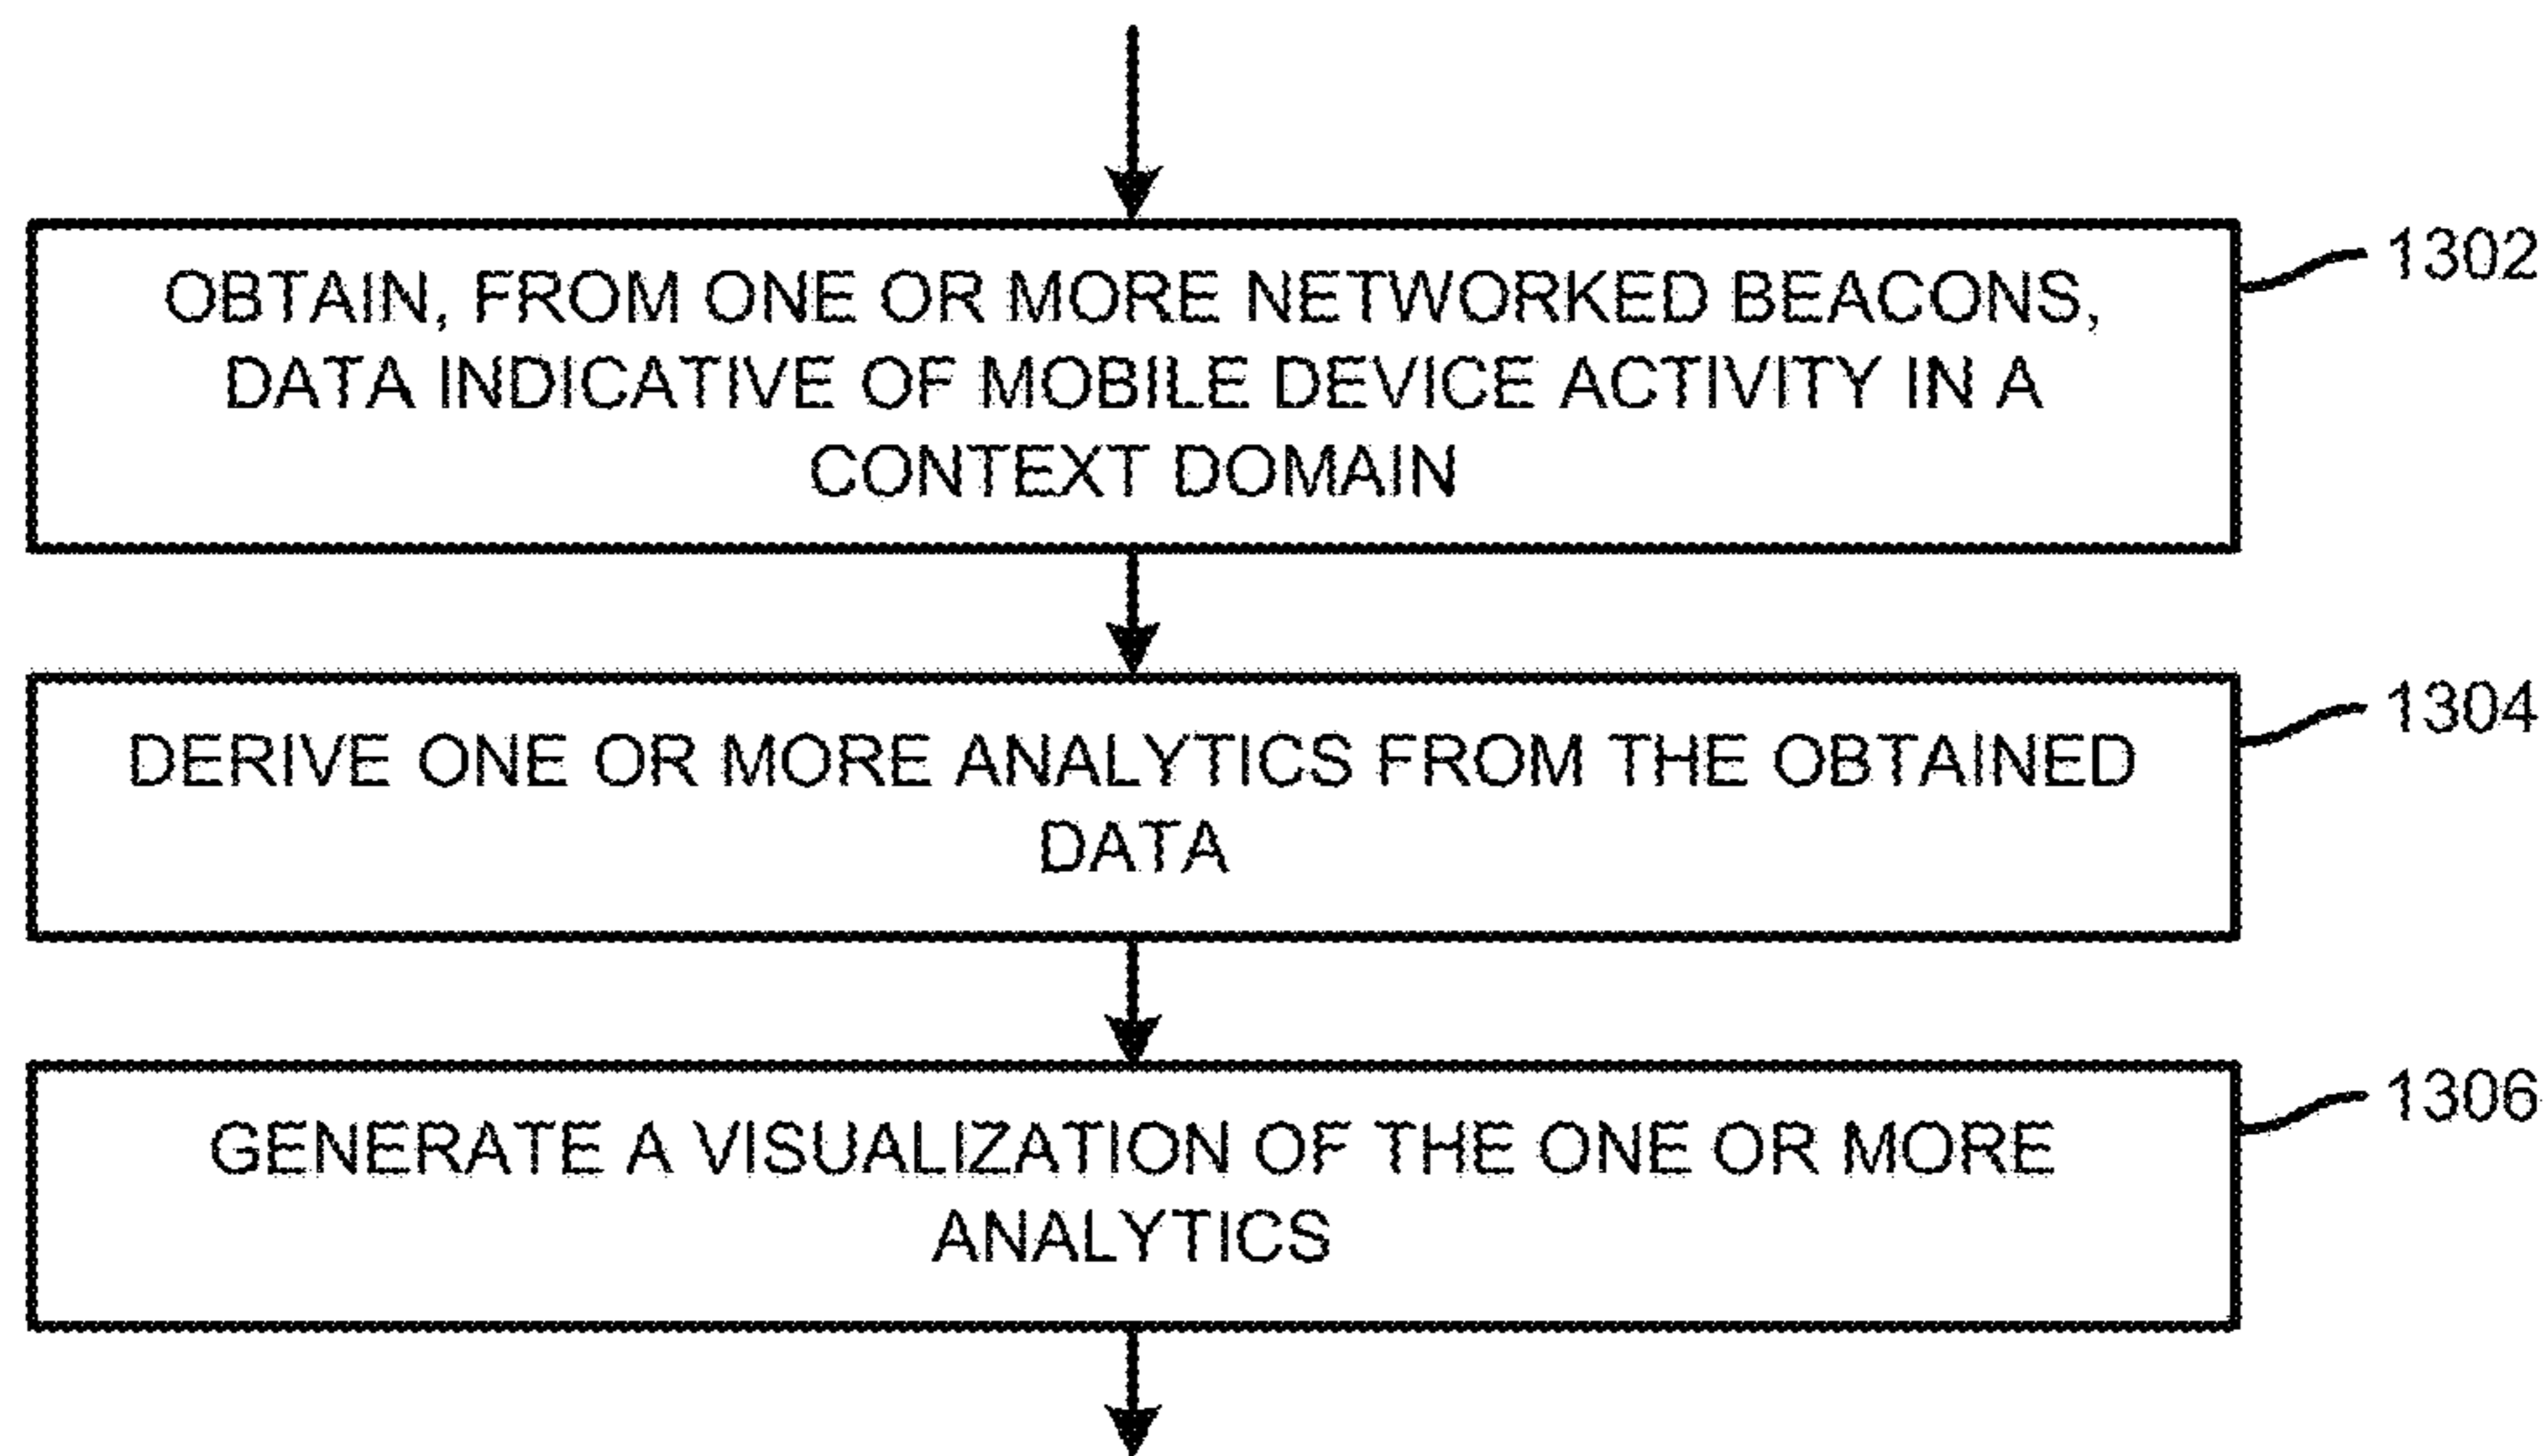 OBTAIN, FROM ONE OR MORE NETWORKED BEACONS,
DATA INDICATIVE OF MOBILE DEVICE ACTIVITY IN A
CONTEXT DOMAIN
1302
DERIVE ONE OR MORE ANALYTICS FROM THE OBTAINED
DATA
1304
GENERATE A VISUALIZATION OF THE ONE OR MORE
ANALYTICS
1306